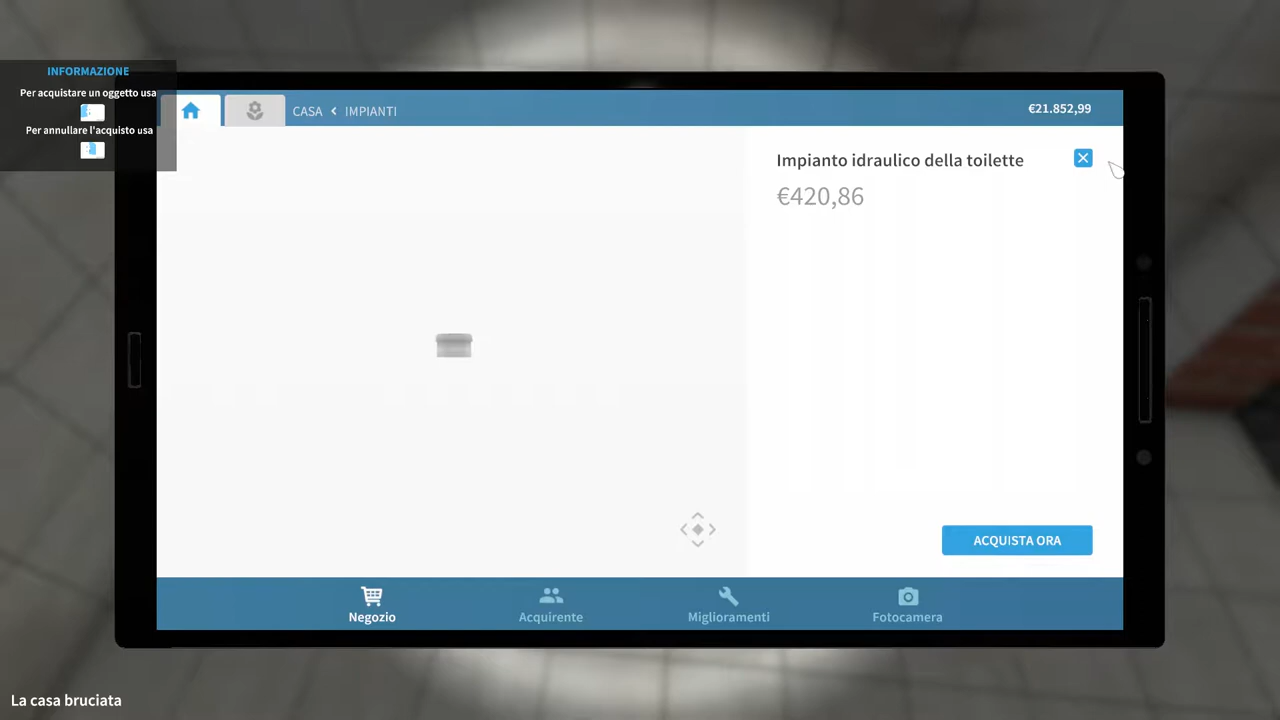 INFORMAZIONE
Per acquistare un oggetto usa
Per annullare l'acquisto usa
CASA < IMPIANTI
€21.852,99
Impianto idraulico della toilette
€420,86
ACQUISTA ORA
Negozio
Acquirente
Miglioramenti
Fotocamera
La casa bruciata